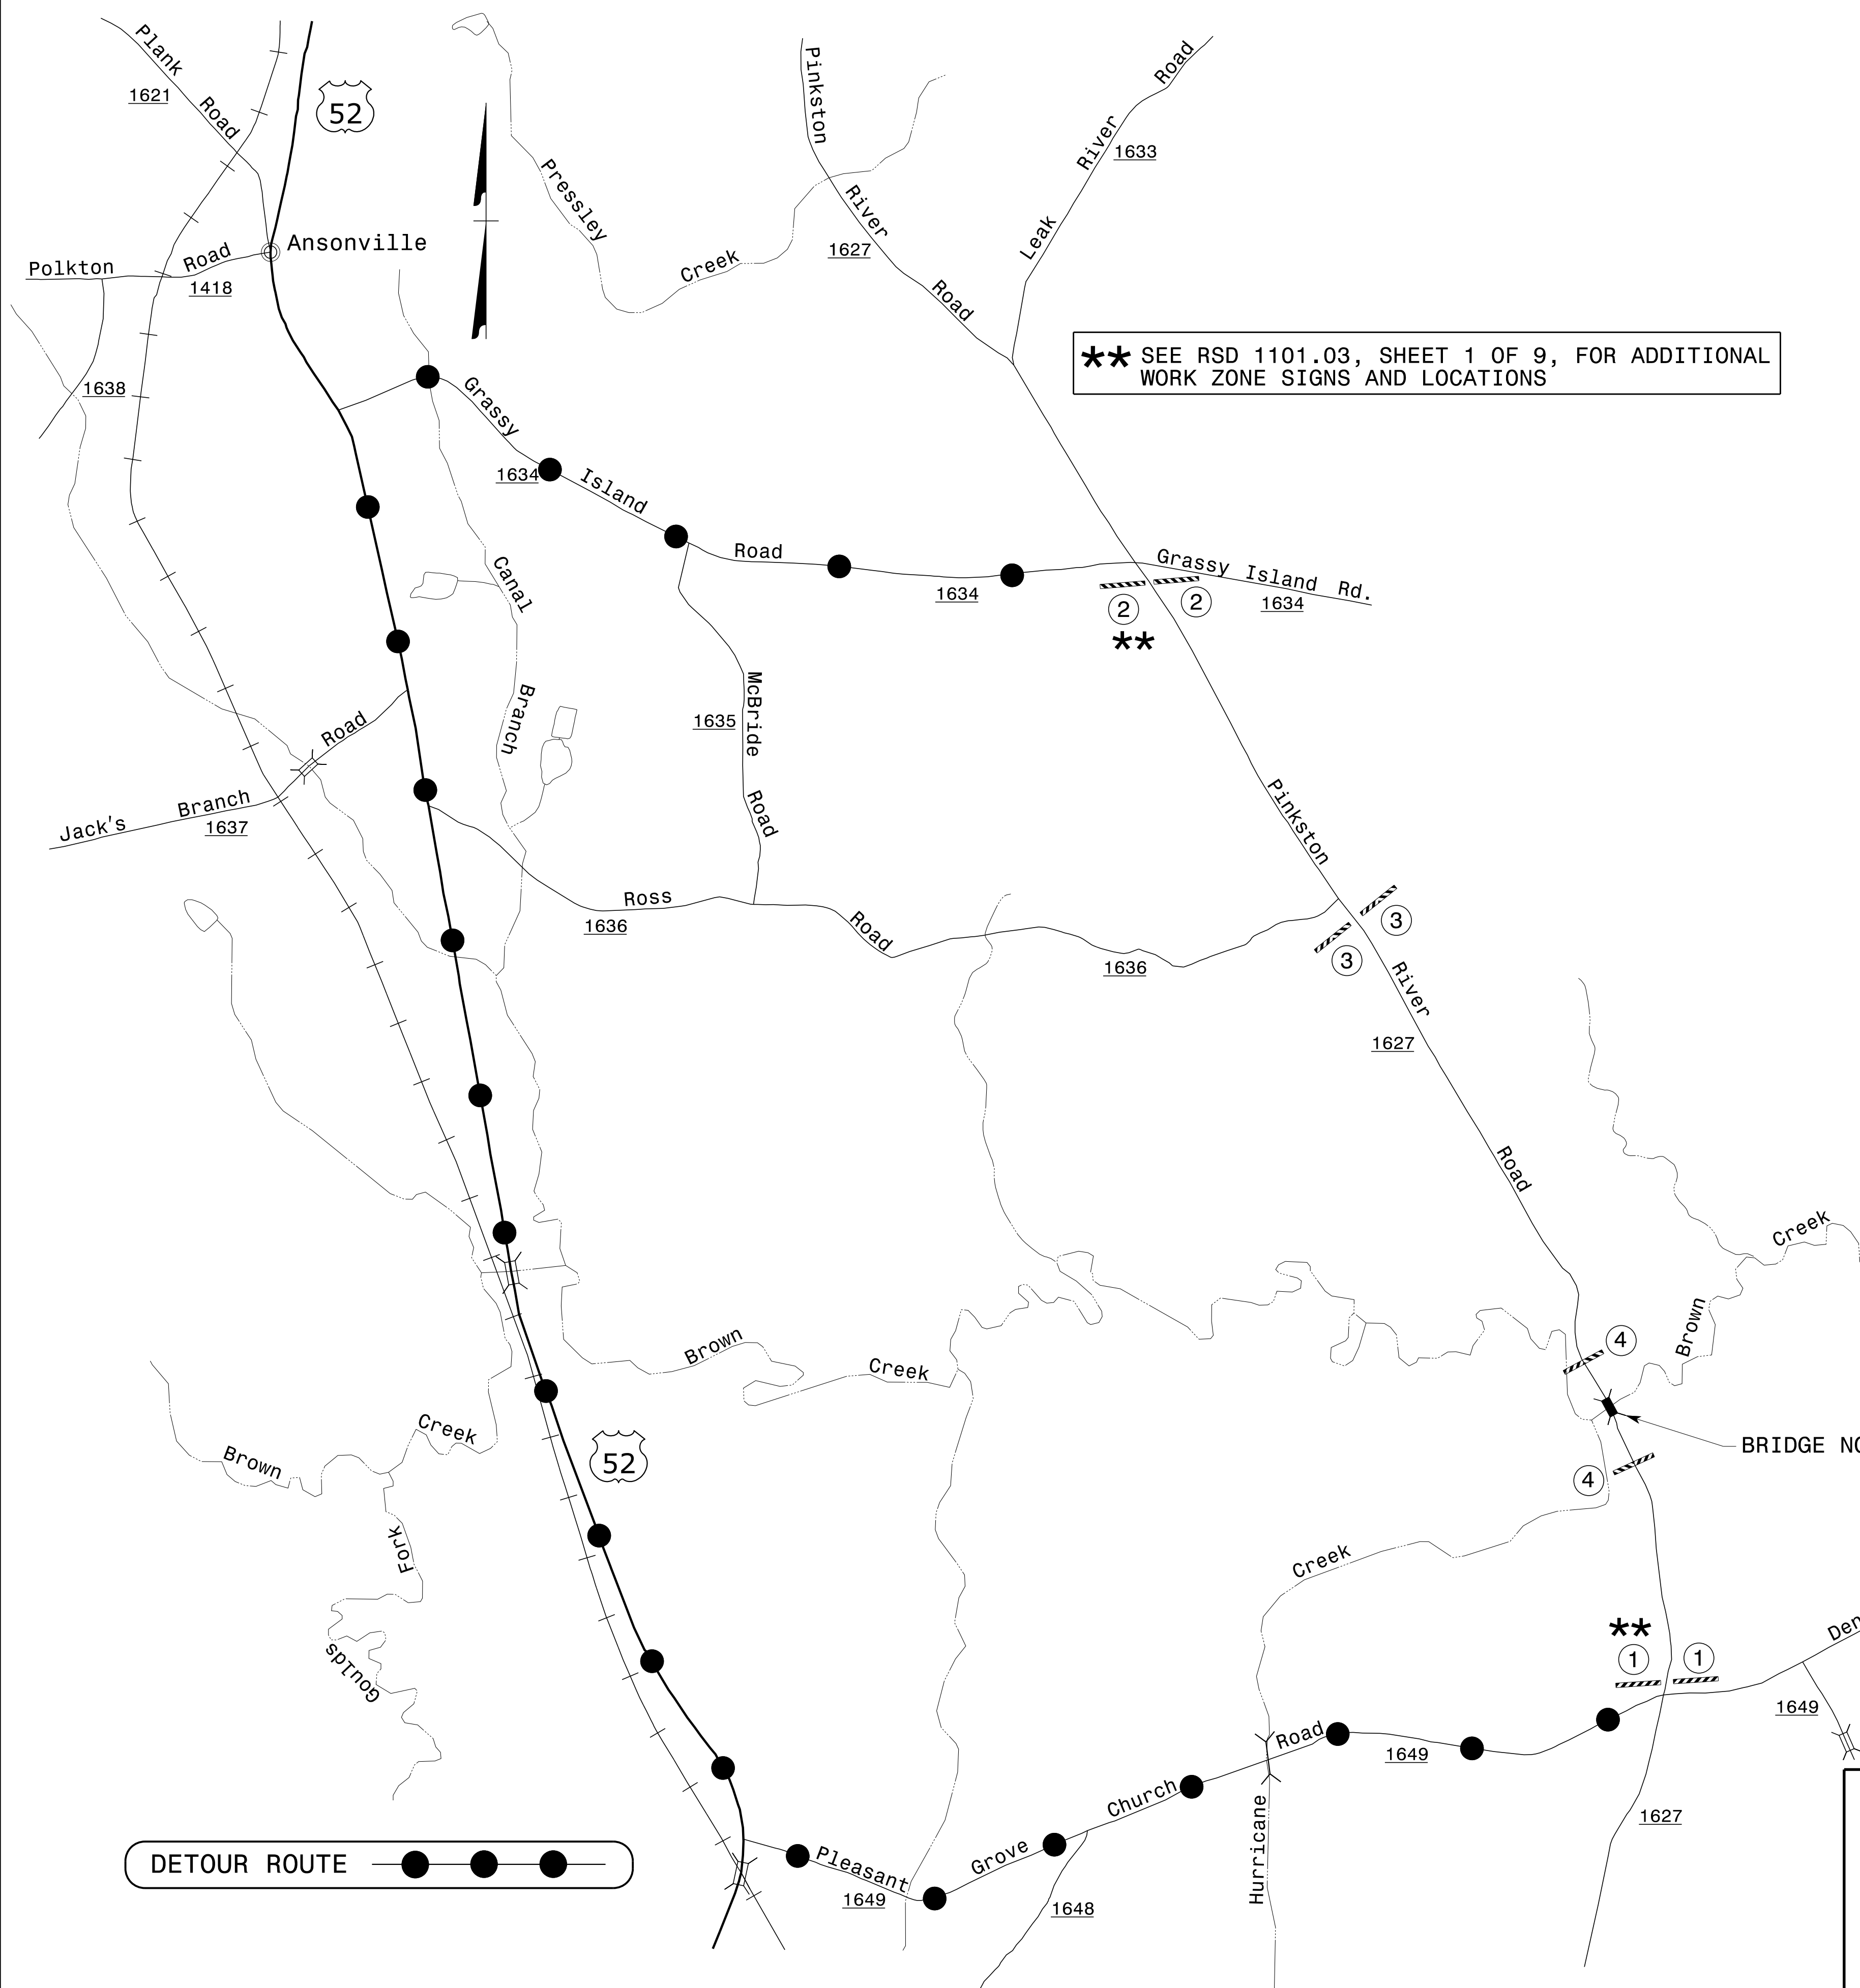 Plank Road
1621
52
Ansonville
Polkton Road
1418
1638
Pressley Creek
Pinkston River Road
1627
Leak River Road
1633
** SEE RSD 1101.03, SHEET 1 OF 9, FOR ADDITIONAL
WORK ZONE SIGNS AND LOCATIONS
Grassy Island Road
1634
1634
Grassy Island Rd.
1634
2
2
**
Canal Branch
McBride Road
1635
Jack's Branch Road
1637
Ross Road
1636
1636
Pinkston River Road
1627
3
3
Brown Creek
Brown Creek
Brown Creek
4
4
BRIDGE
52
Fork
Goulds
Creek
Hurricane
**
1
1
1649
1627
Pleasant Grove Church Road
1649
1649
1648
DETOUR ROUTE